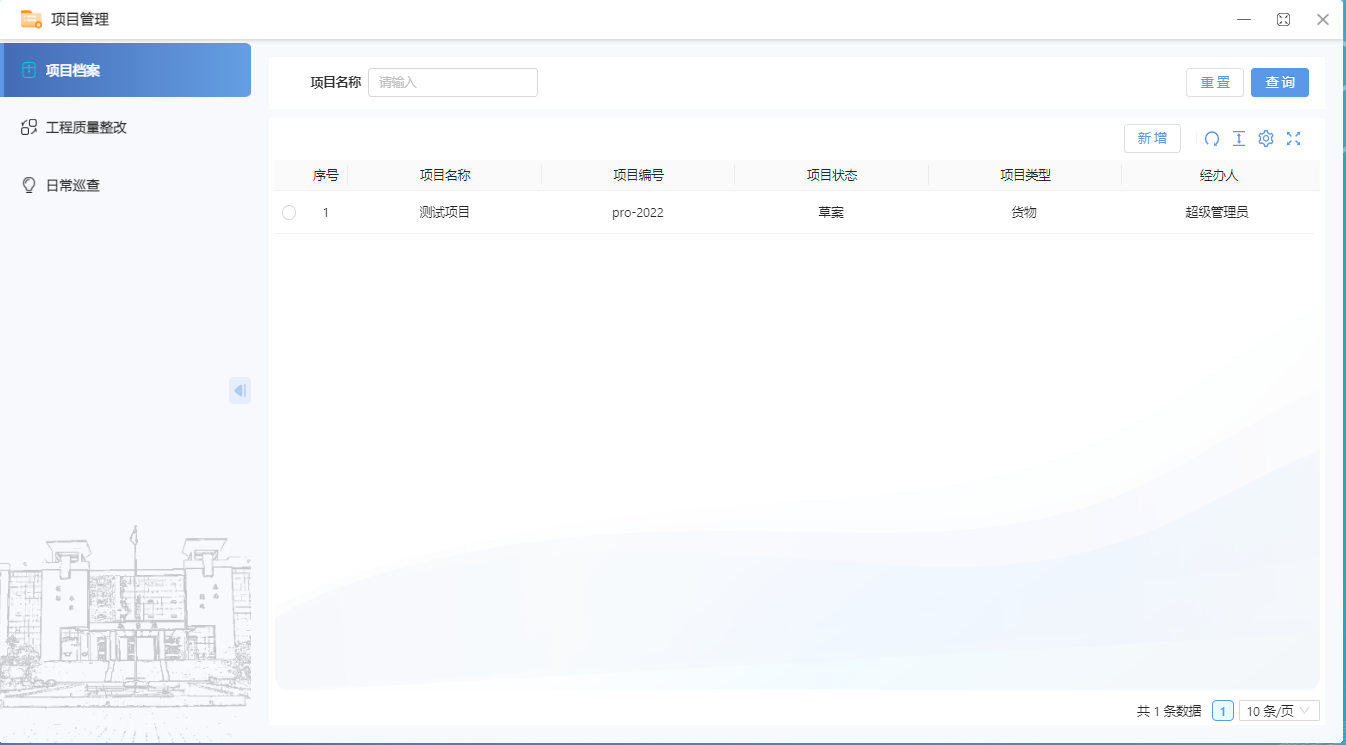 项目管理
项目档案
工程质量整改
日常巡查
项目名称 请输入 重置 查询
新增
序号 项目名称 项目编号 项目状态 项目类型 经办人
1 测试项目 pro-2022 草案 货物 超级管理员
共 1 条数据 1 10 条/页